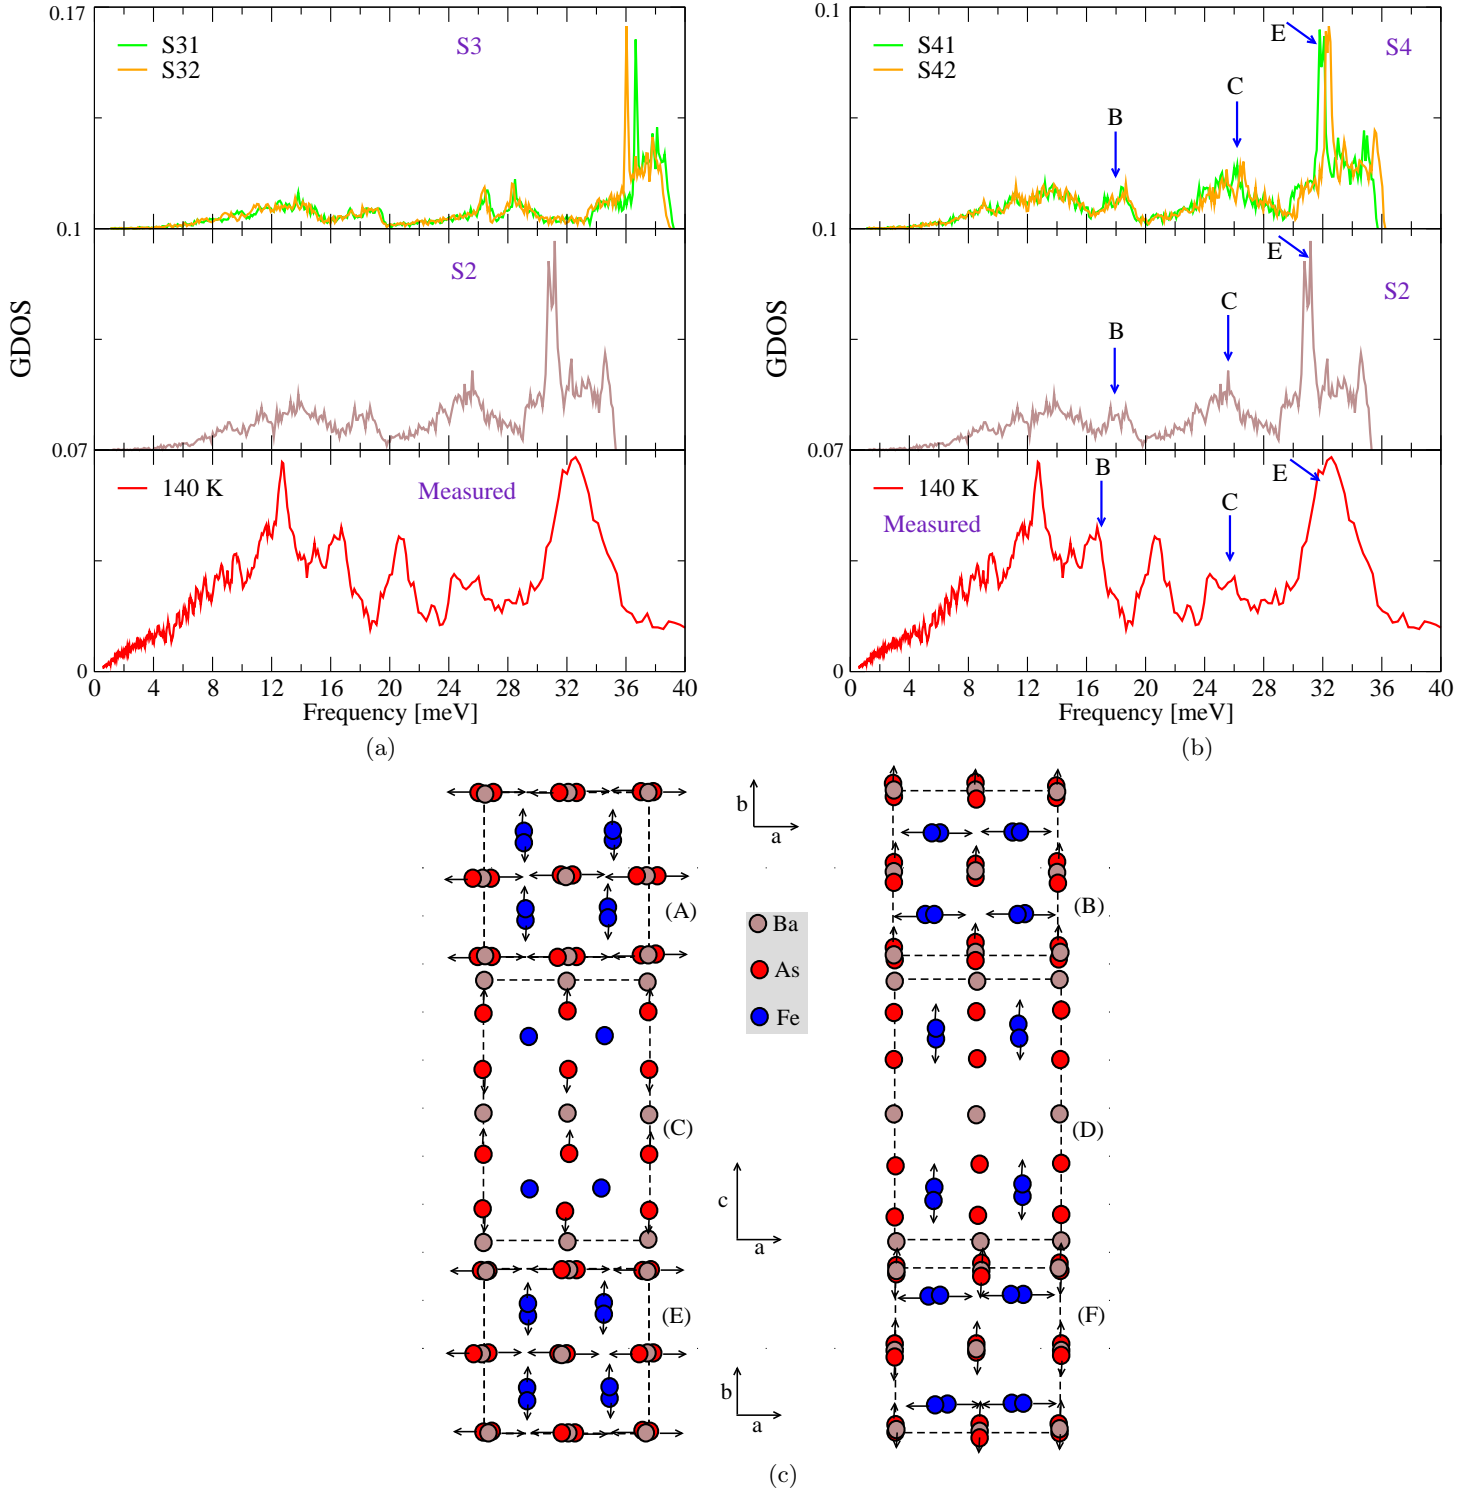 0.17
S31
S32
S3
0.1
S2
GDOS
0.07
140 K
Measured
0
0 4 8 12 16 20 24 28 32 36 40
Frequency [meV]
(a)
0.1
S41
S42
S4
B
C
E
0.1
S2
B
C
E
GDOS
0.07
140 K
Measured
B
C
E
0
0 4 8 12 16 20 24 28 32 36 40
Frequency [meV]
(b)
b
a
(A)
(B)
Ba
As
Fe
(C)
(D)
c
a
(E)
(F)
b
a
(c)